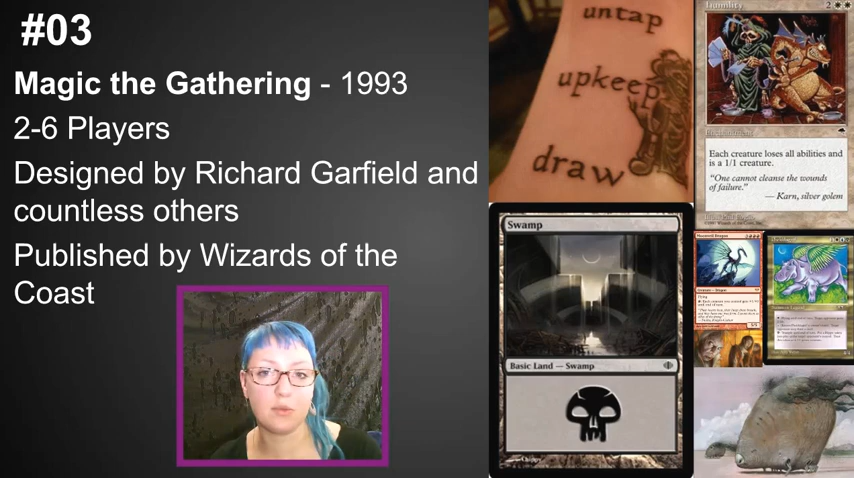 #03
Magic the Gathering - 1993
2-6 Players
Designed by Richard Garfield and
countless others
Published by Wizards of the
Coast
untap
upkeep
draw
Humility
Enchantment
Each creature loses all abilities and
is a 1/1 creature.
"One cannot cleanse the wounds
of failure."
— Karn, silver golem
Swamp
Basic Land — Swamp